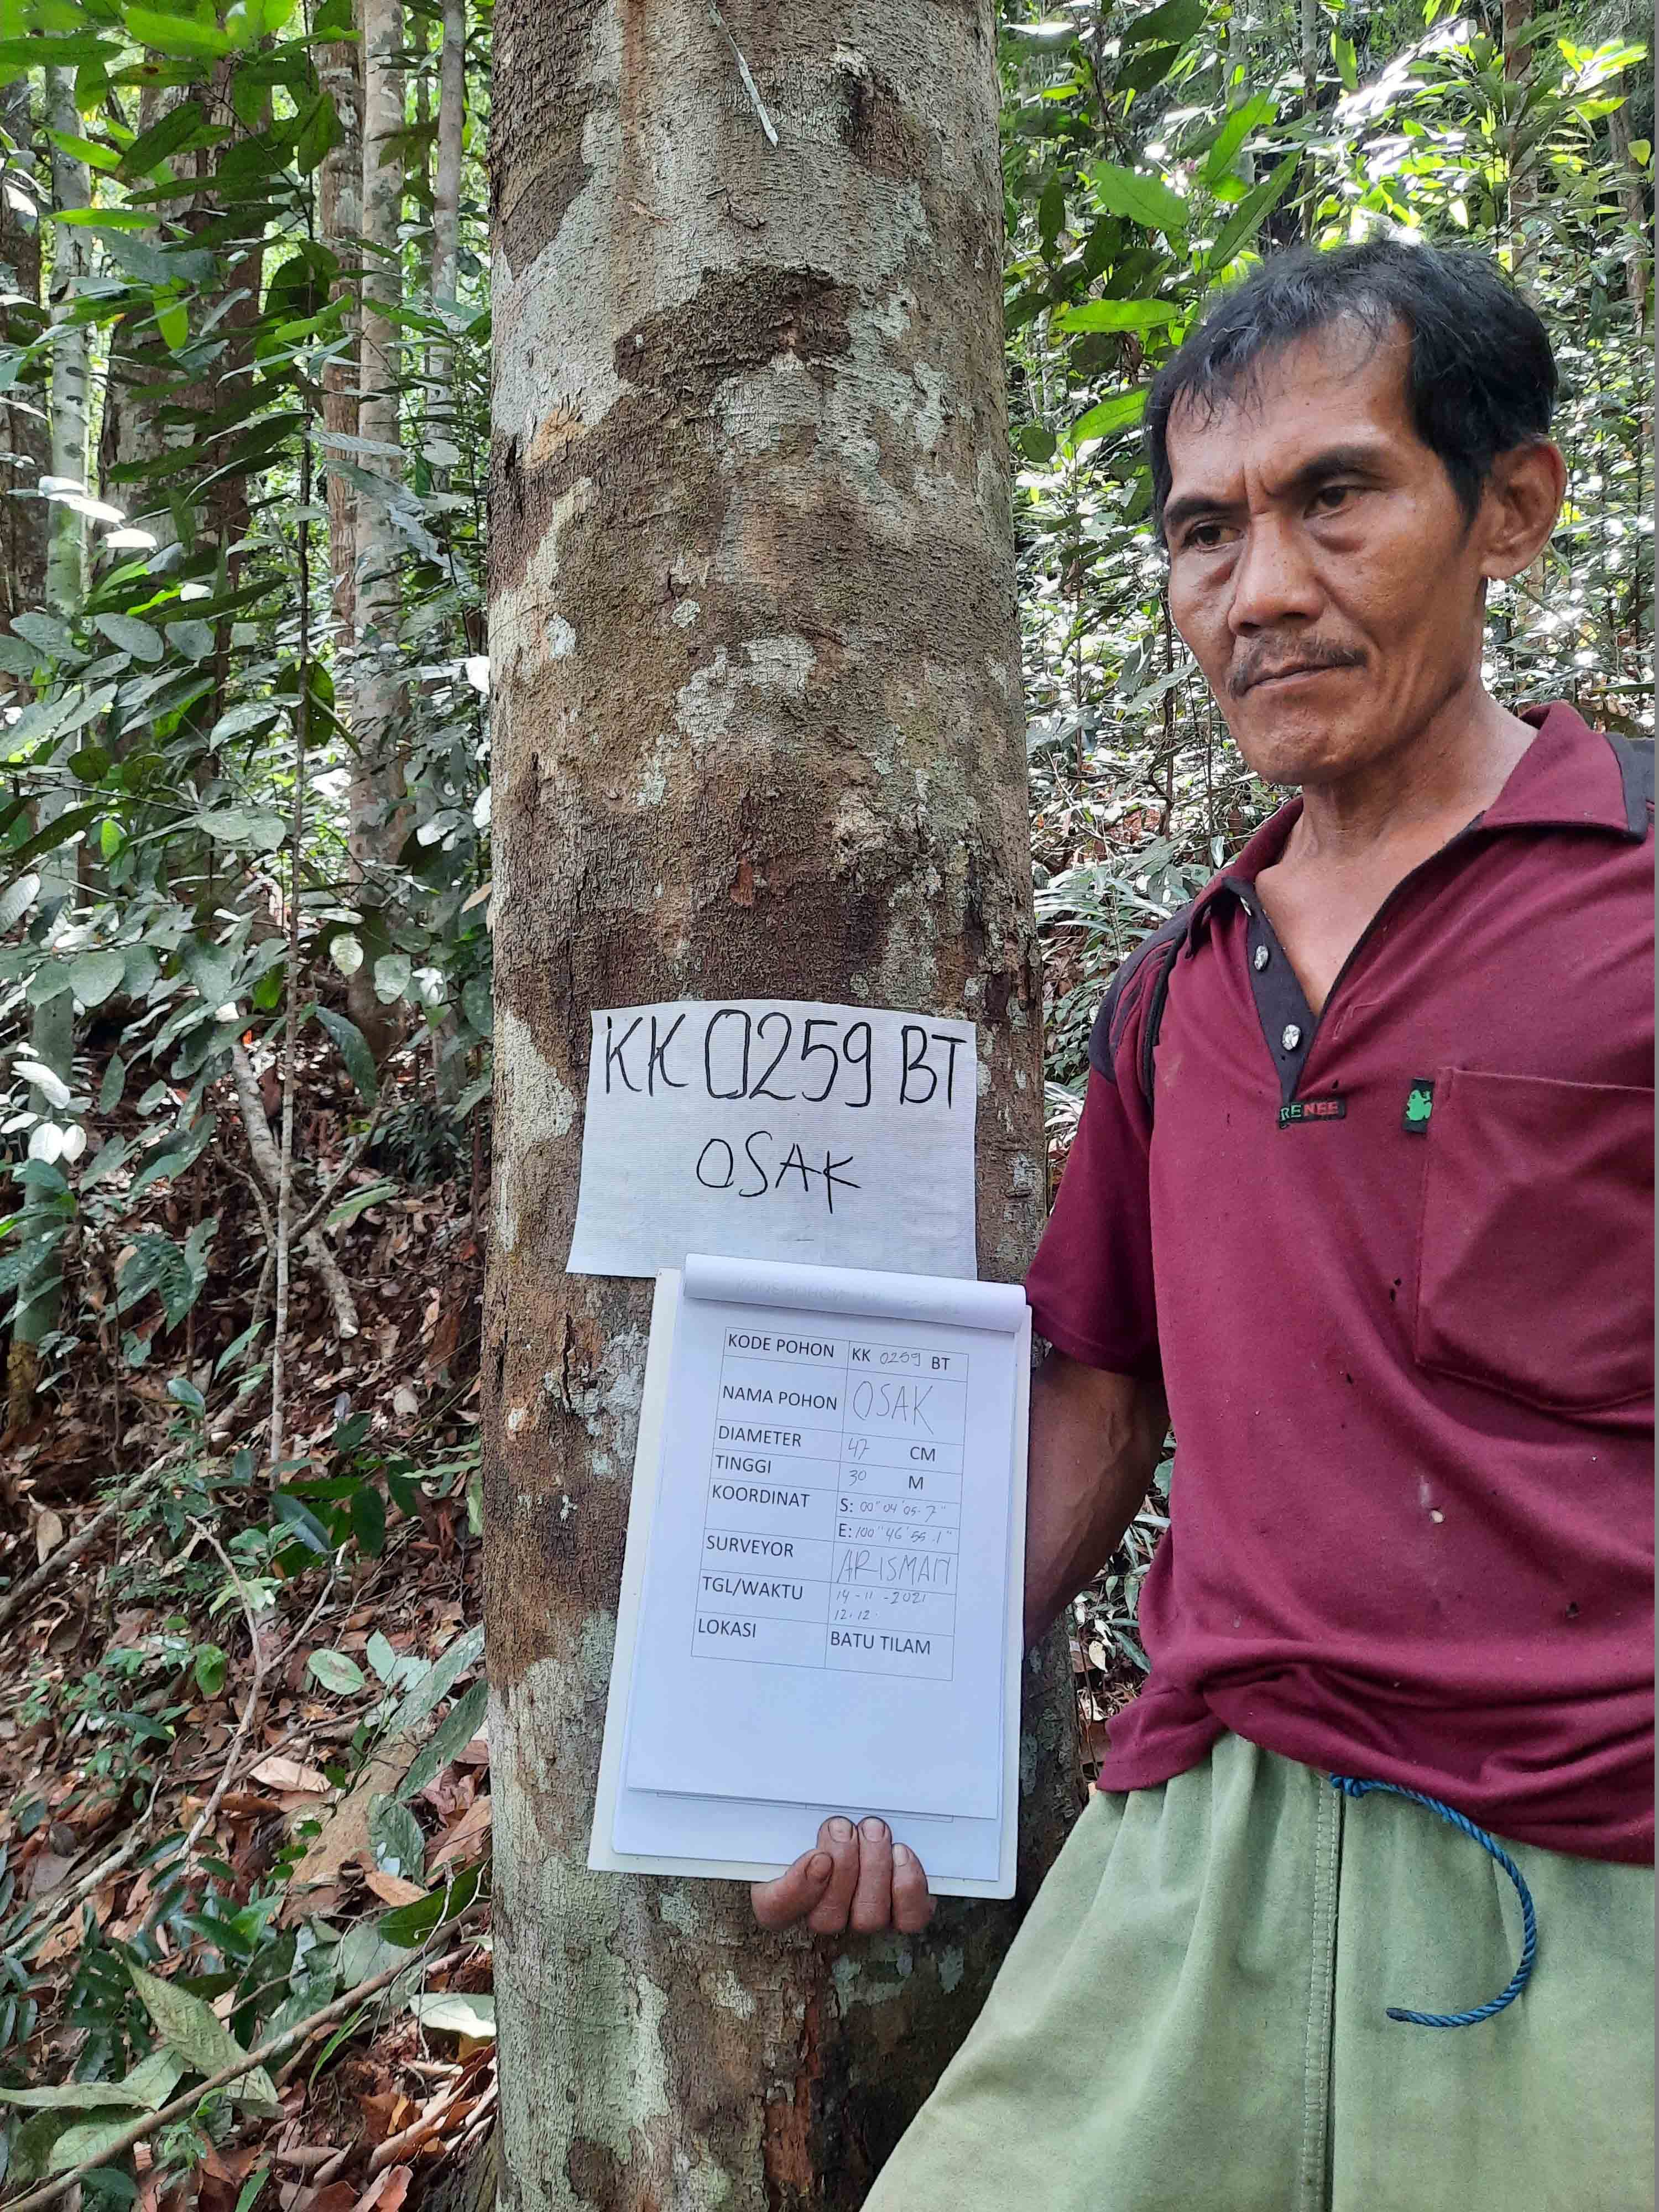 KK 0259 BT
OSAK
RENEE
KODE POHON KK 0259 BT
NAMA POHON OSAK
DIAMETER 47 CM
TINGGI 30 M
KOORDINAT S: 00° 04' 05.7"
E: 100° 46' 55.1"
SURVEYOR ARISMAN
TGL/WAKTU 14-11-2021
12.12
LOKASI BATU TILAM